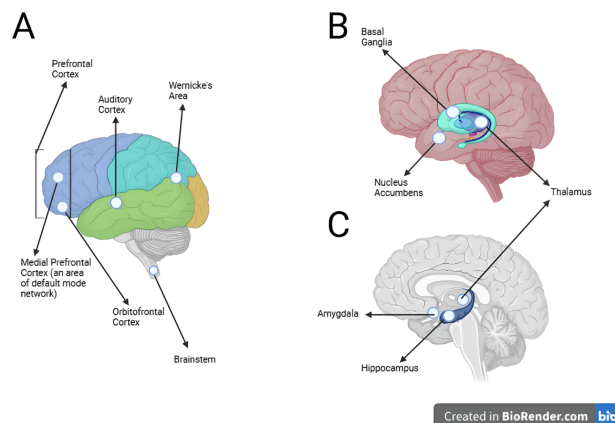 A
Prefrontal
Cortex
Auditory
Cortex
Wernicke's
Area
Medial Prefrontal
Cortex (an area
of default mode
network)
Orbitofrontal
Cortex
Brainstem
B
Basal
Ganglia
Nucleus
Accumbens
Thalamus
C
Amygdala
Hippocampus
Created in BioRender.com bio